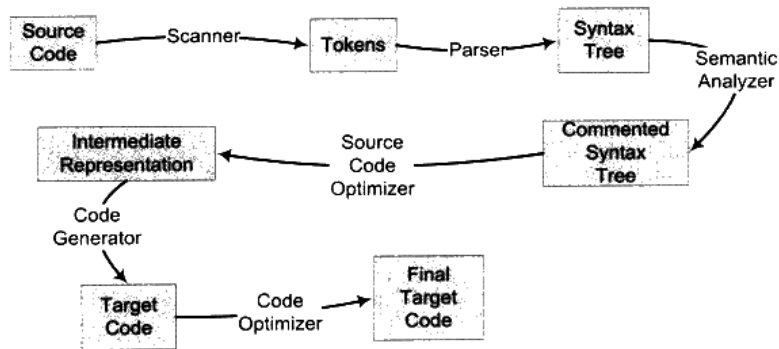 Source
Code
Scanner
Tokens
Parser
Syntax
Tree
Semantic
Analyzer
Commented
Syntax
Tree
Source
Code
Optimizer
Intermediate
Representation
Code
Generator
Target
Code
Code
Optimizer
Final
Target
Code